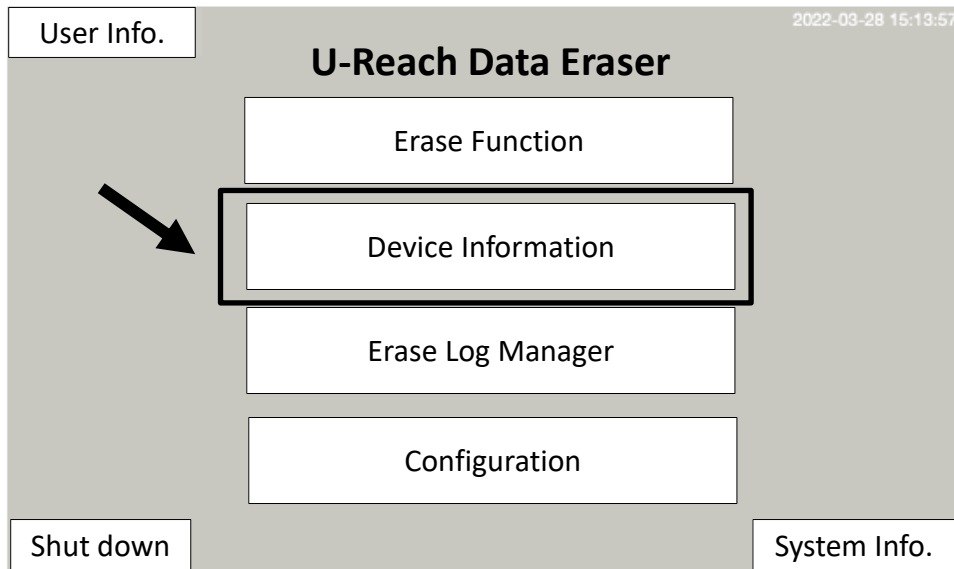 User Info.
2022-03-28 15:13:57
U-Reach Data Eraser
Erase Function
Device Information
Erase Log Manager
Configuration
Shut down
System Info.